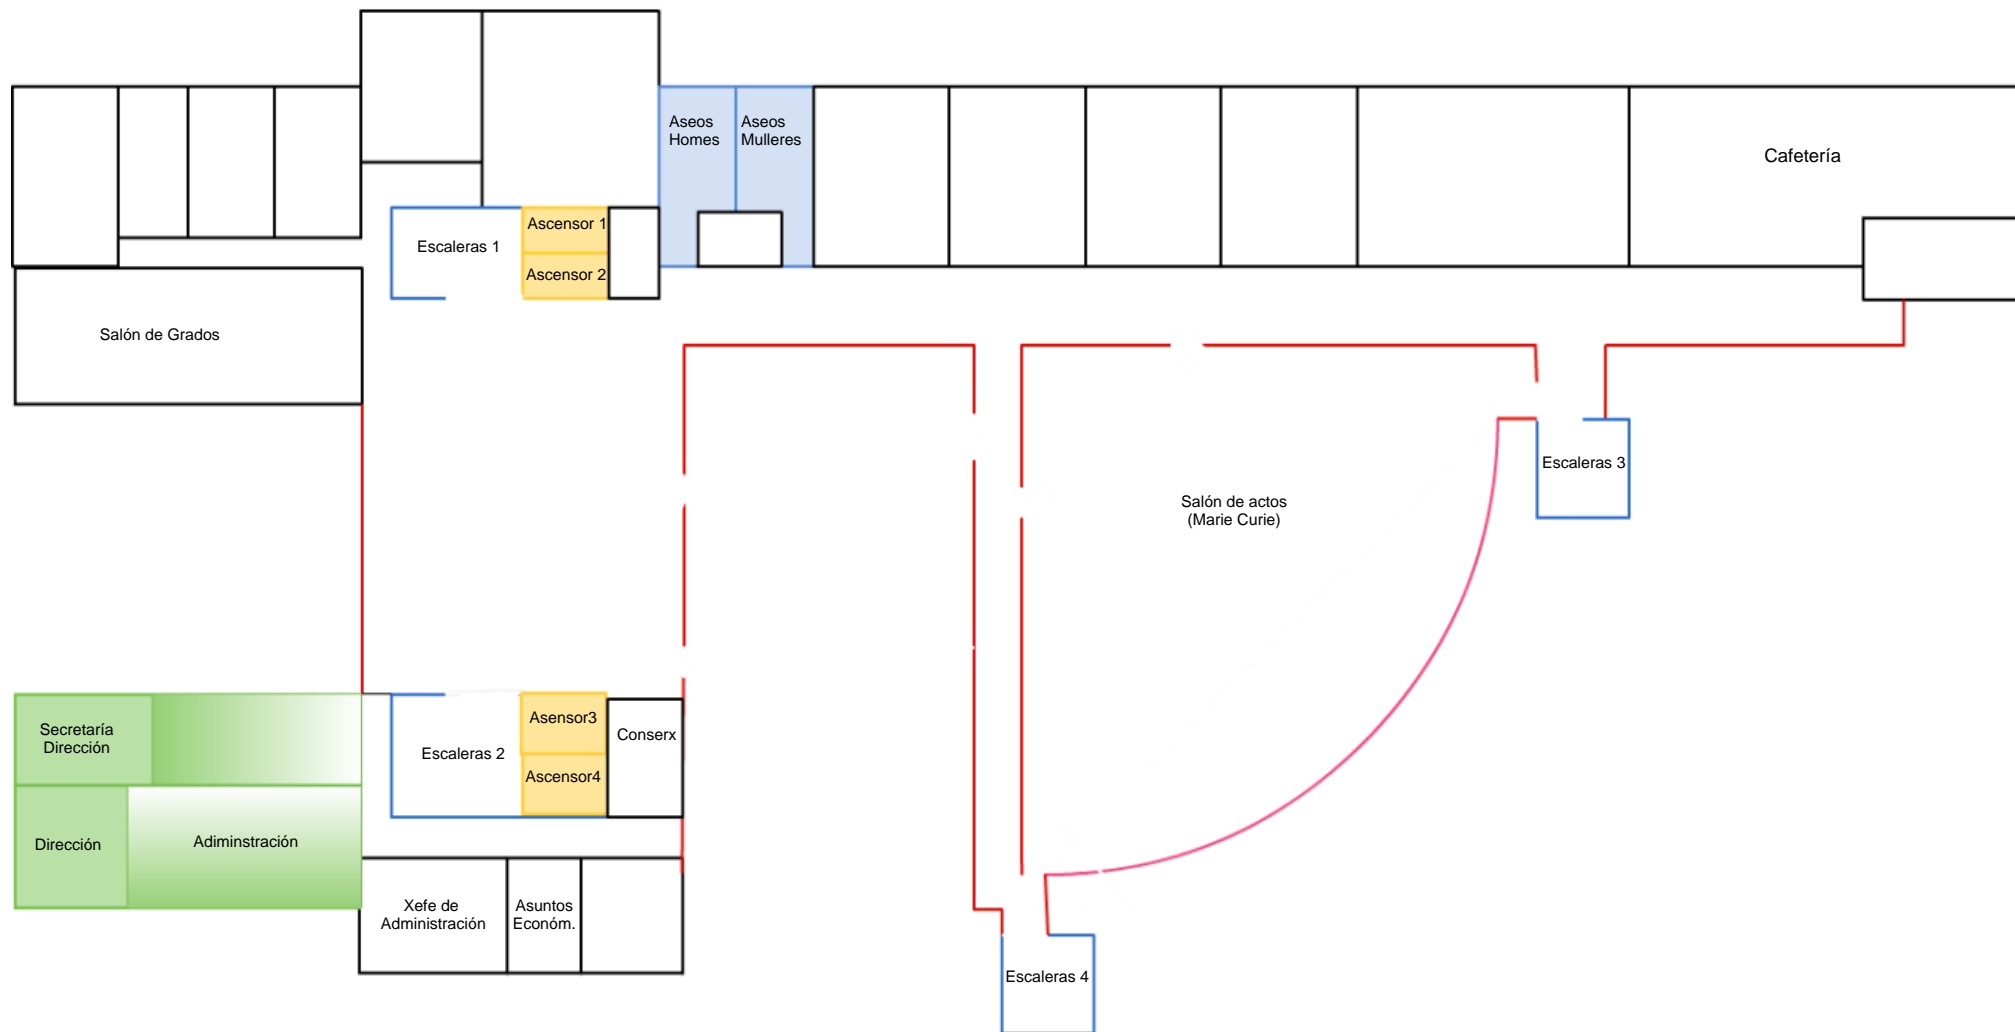 Aseos
Homes
Aseos
Mulleres
Cafetería
Ascensor 1
Escaleras 1
Ascensor 2
Salón de Grados
Escaleras 3
Salón de actos
(Marie Curie)
Secretaría
Dirección
Asensor3
Conserx
Escaleras 2
Ascensor4
Dirección
Adiminstración
Xefe de
Administración
Asuntos
Económ.
Escaleras 4